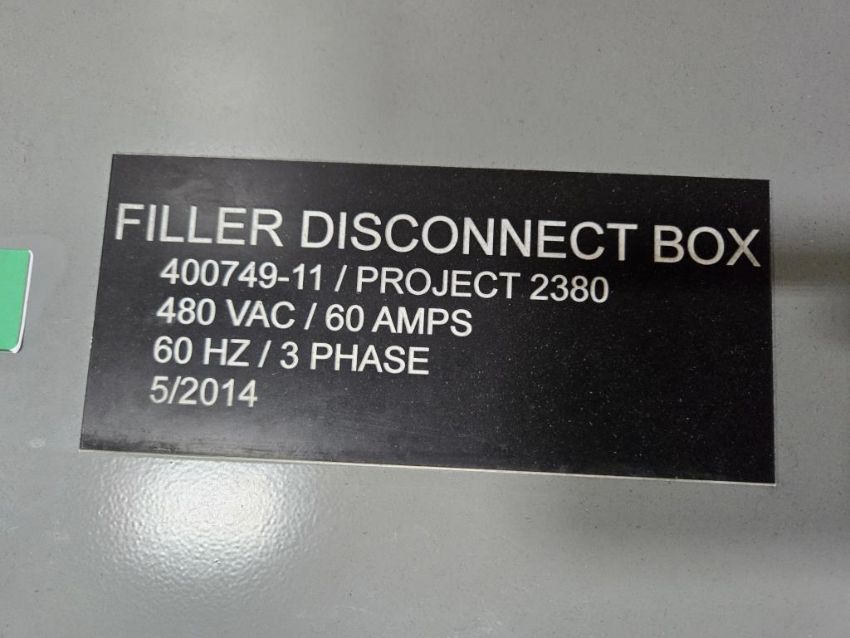 FILLER DISCONNECT BOX
400749-11 / PROJECT 2380
480 VAC / 60 AMPS
60 HZ / 3 PHASE
5/2014